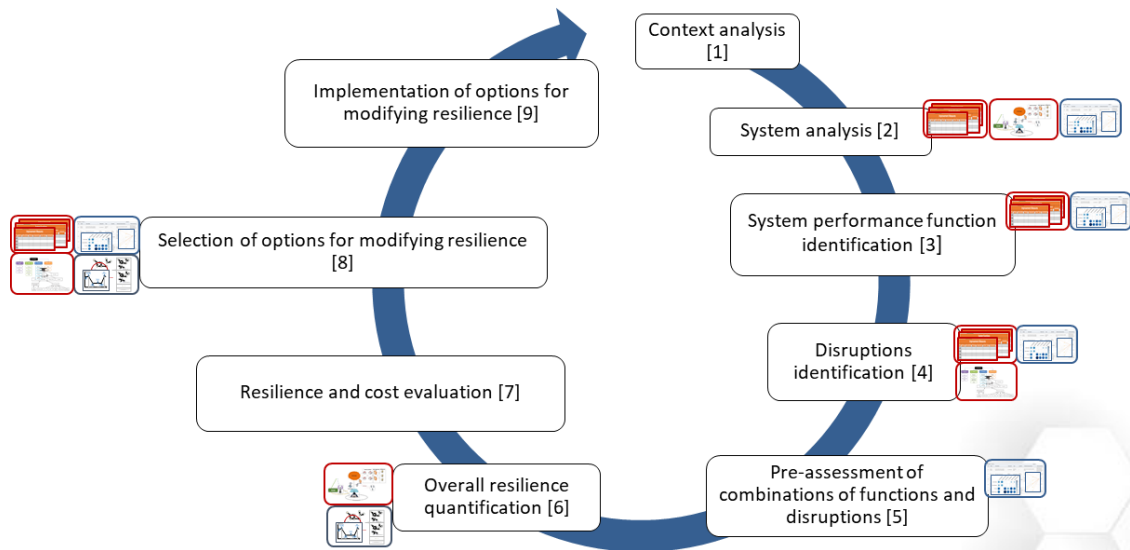 Context analysis
[1]
System analysis [2]
System performance function
identification [3]
Disruptions
identification [4]
Pre-assessment of
combinations of functions and
disruptions [5]
Overall resilience
quantification [6]
Resilience and cost evaluation [7]
Selection of options for modifying resilience
[8]
Implementation of options for
modifying resilience [9]